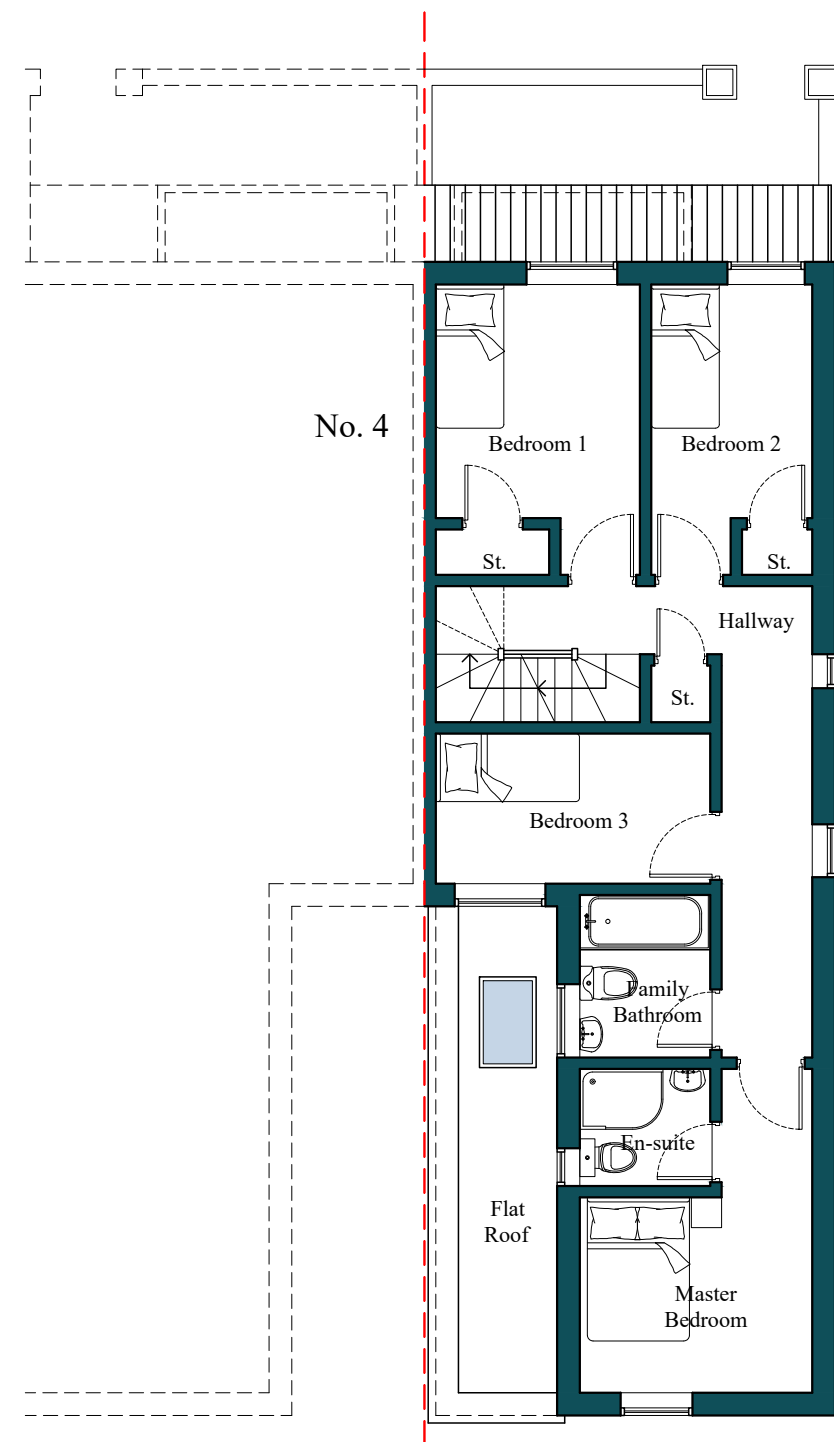 No. 4
Bedroom 1
Bedroom 2
St.
St.
Hallway
St.
Bedroom 3
Family
Bathroom
En-suite
Flat
Roof
Master
Bedroom